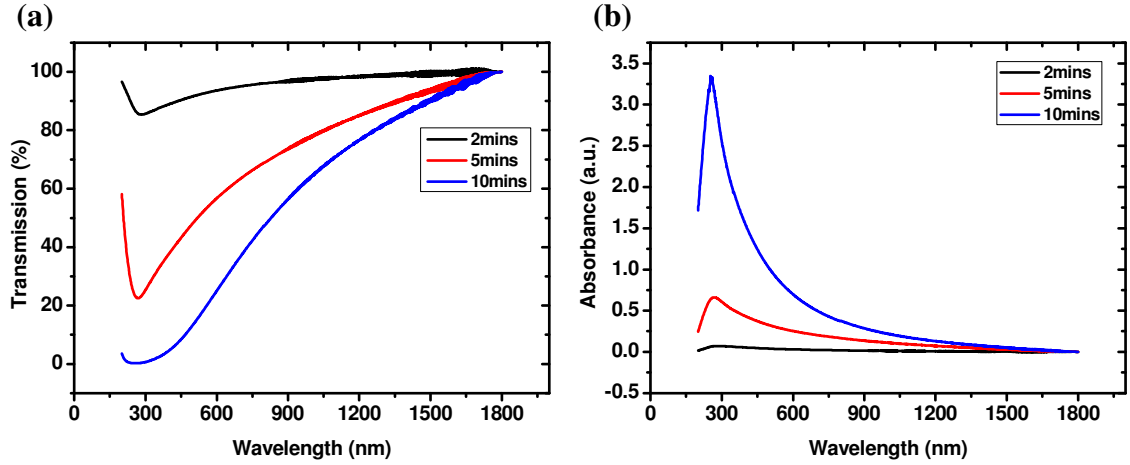 (a)
Transmission (%)
100
80
60
40
20
0
0 300 600 900 1200 1500 1800
Wavelength (nm)
2mins
5mins
10mins
(b)
Absorbance (a.u.)
3.5
3.0
2.5
2.0
1.5
1.0
0.5
0.0
-0.5
0 300 600 900 1200 1500 1800
Wavelength (nm)
2mins
5mins
10mins